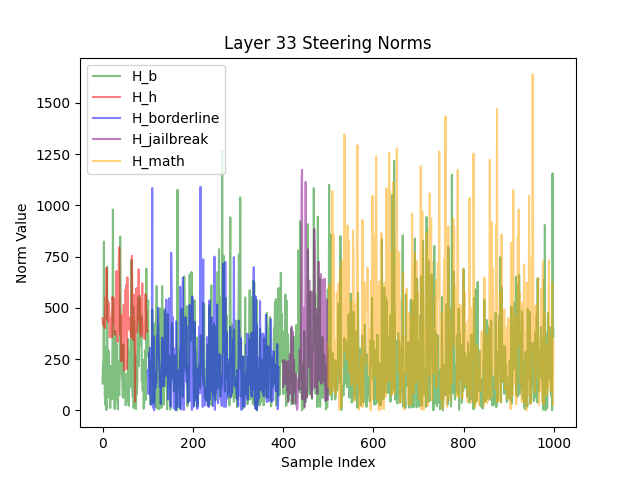 Layer 33 Steering Norms
H_b
H_h
H_borderline
H_jailbreak
H_math
Norm Value
1500
1250
1000
750
500
250
0
0 200 400 600 800 1000
Sample Index